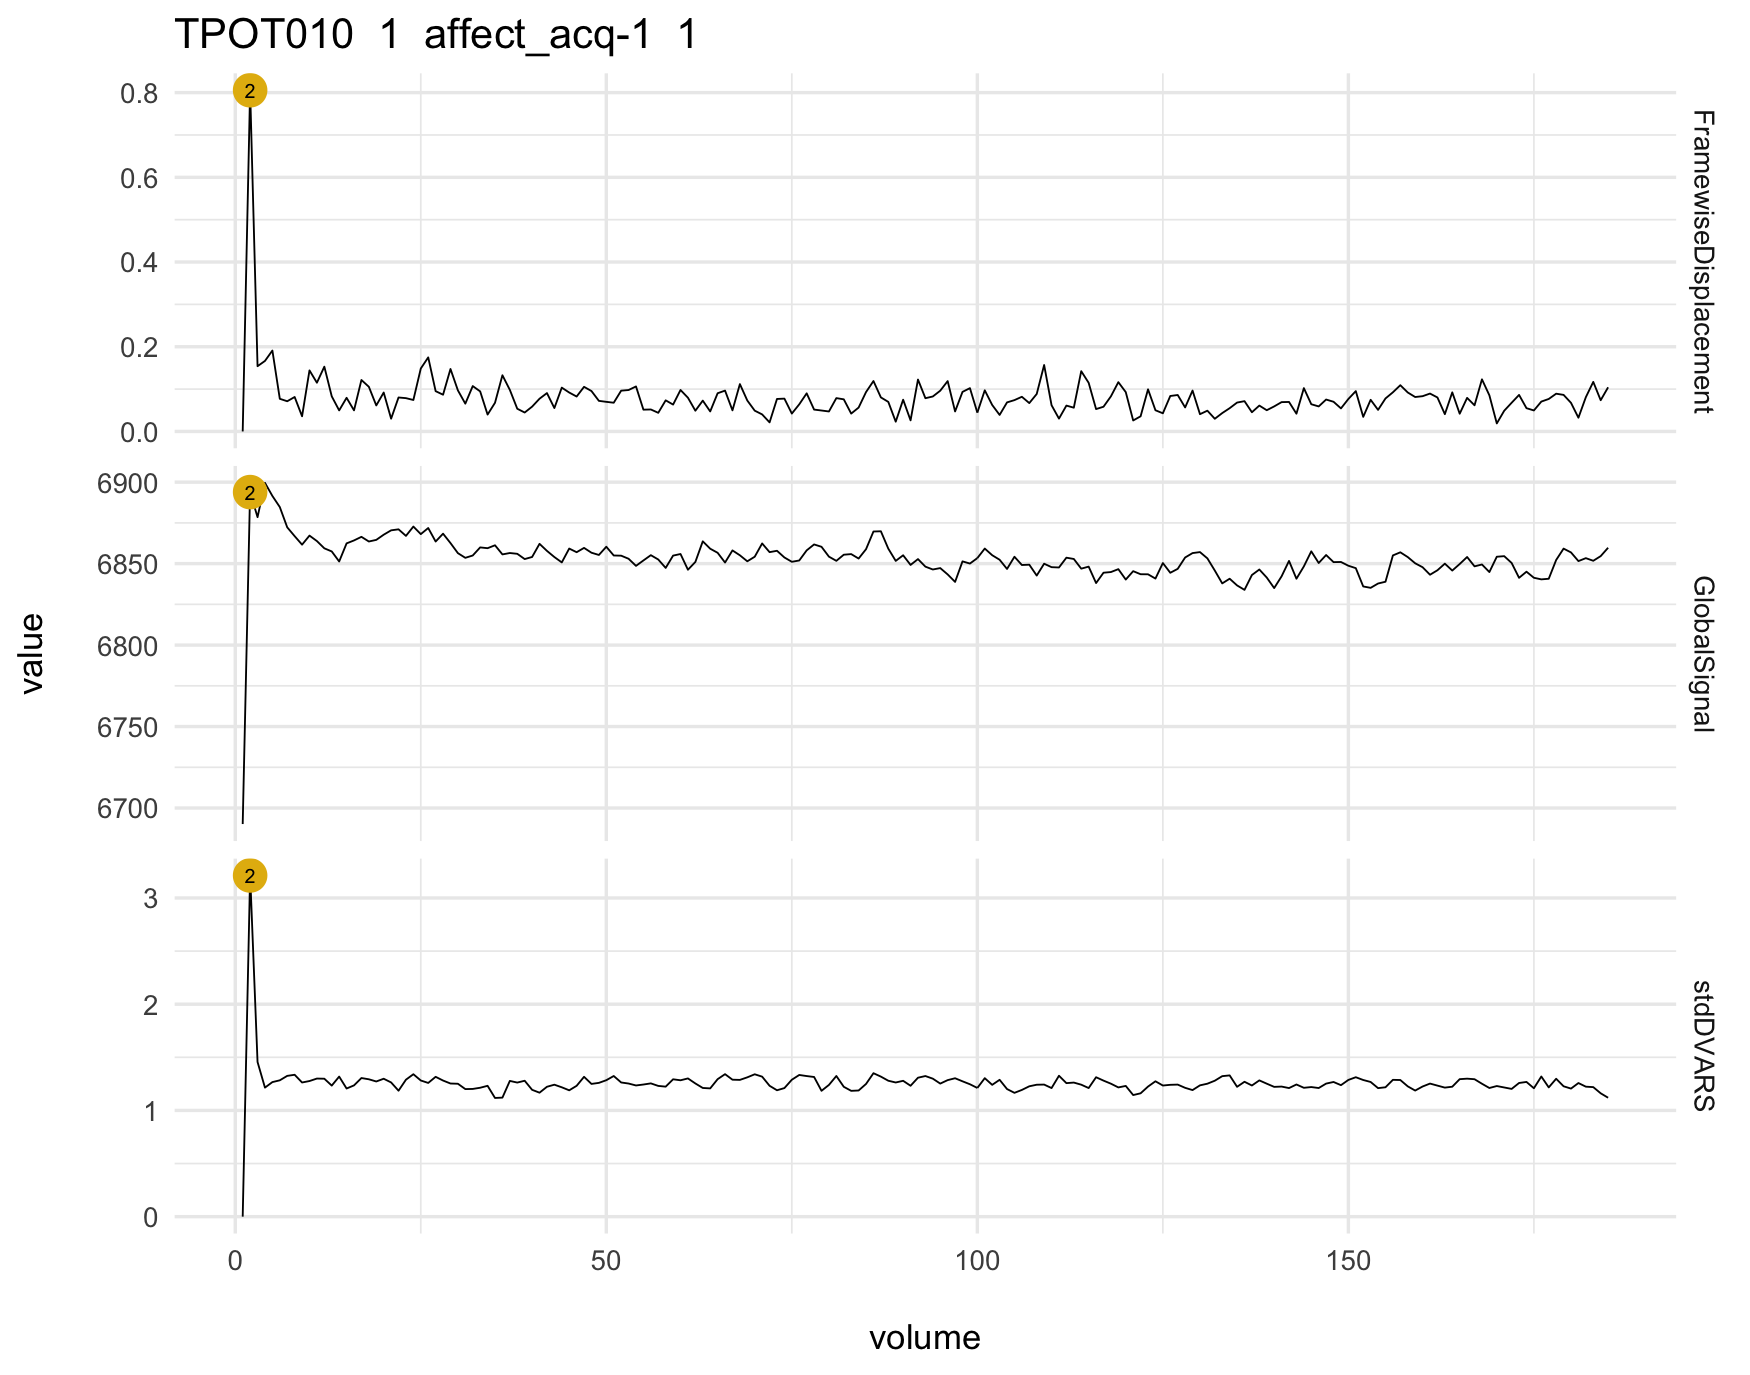 TPOT010 1 affect_acq-1 1
2
0.8
0.6
0.4
0.2
0.0
FramewiseDisplacement
2
6900
6850
6800
6750
6700
GlobalSignal
value
2
3
2
1
0
stdDVARS
0 50 100 150
volume